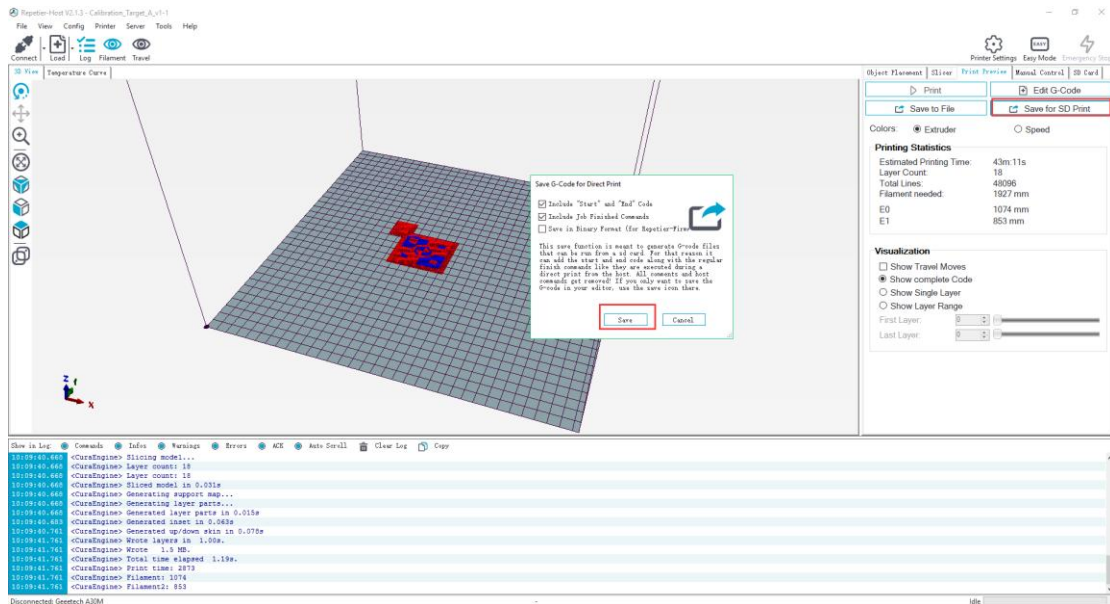 Repetier-Host V2.1.3 - Calibration_Target_A_v1-1
File View Config Printer Server Tools Help
Connect Load Log Filament Travel
Printer Settings Easy Mode Emergency Stop
EASY
3D View Temperature Curve
Object Placement Slicer Print Preview Manual Control SD Card
Print Edit G-Code
Save to File Save for SD Print
Colors: Extruder Speed
Printing Statistics
Estimated Printing Time: 43m:11s
Layer Count: 18
Total Lines: 48096
Filament needed: 1927 mm
E0 1074 mm
E1 853 mm
Visualization
Show Travel Moves
Show complete Code
Show Single Layer
Show Layer Range
First Layer: 0
Last Layer: 0
Save G-Code for Direct Print
Include "Start" and "End" Code
Include Job Finished Commands
Save in Binary Format (for Repetier-Firm
This save function is meant to generate G-code files
that can be run from a sd card. For that reason it
can add the start and end code along with the regular
finish commands like they are executed during a
direct print from the host. All comments and host
commands get removed! If you only want to save the
G-code in your editor, use the save icon there.
Save Cancel
z
x
Show in Log: Commands Infos Warnings Errors ACK Auto Scroll Clear Log Copy
10:09:40.668 <CuraEngine> Slicing model...
10:09:40.668 <CuraEngine> Layer count: 18
10:09:40.668 <CuraEngine> Layer count: 18
10:09:40.668 <CuraEngine> Sliced model in 0.031s
10:09:40.668 <CuraEngine> Generating support map...
10:09:40.668 <CuraEngine> Generating layer parts...
10:09:40.668 <CuraEngine> Generated layer parts in 0.015s
10:09:40.683 <CuraEngine> Generated inset in 0.063s
10:09:40.761 <CuraEngine> Generated up/down skin in 0.078s
10:09:41.761 <CuraEngine> Wrote layers in 1.00s.
10:09:41.761 <CuraEngine> Wrote 1.5 MB.
10:09:41.761 <CuraEngine> Total time elapsed 1.19s.
10:09:41.761 <CuraEngine> Print time: 2873
10:09:41.761 <CuraEngine> Filament: 1074
10:09:41.761 <CuraEngine> Filament2: 853
Disconnected: Geeetech A30M - Idle